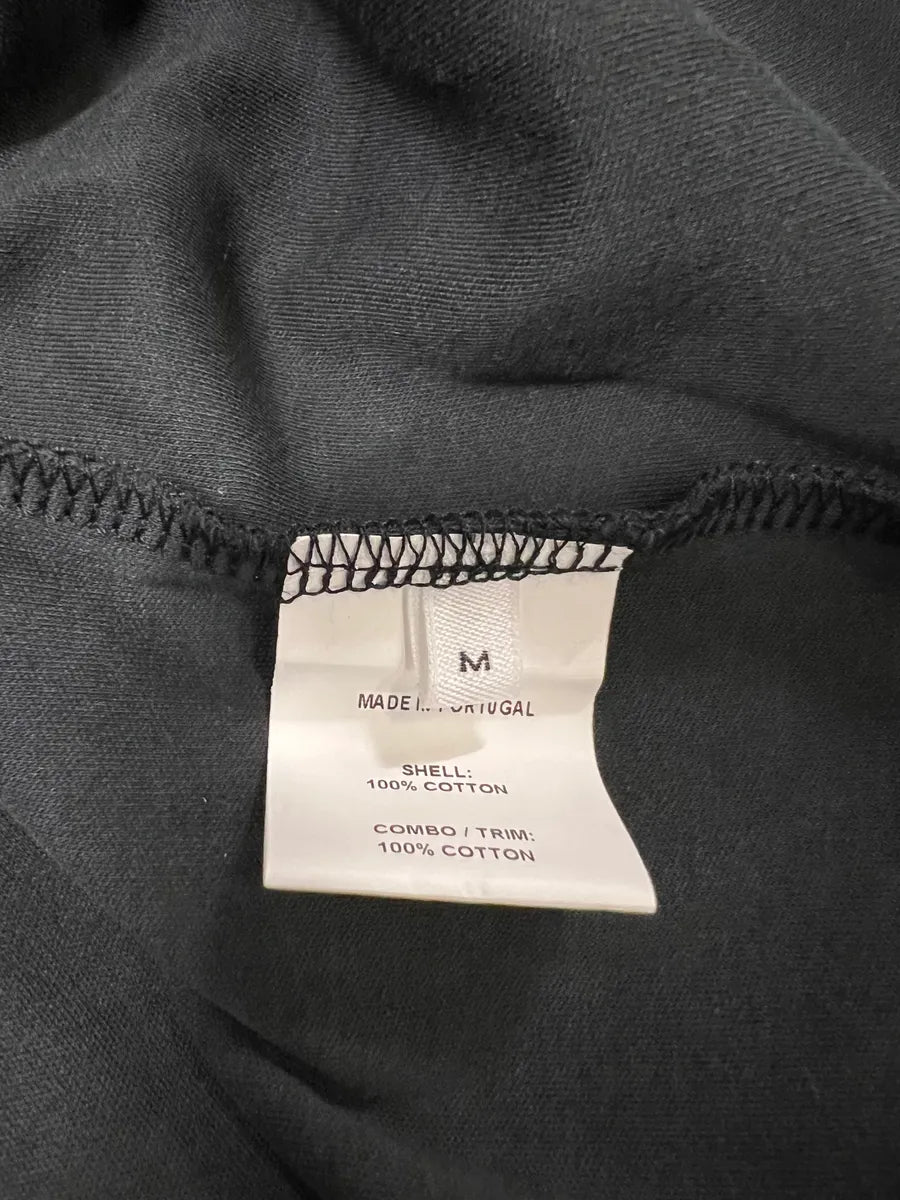 M
MADE IN PORTUGAL
SHELL:
100% COTTON
COMBO / TRIM:
100% COTTON